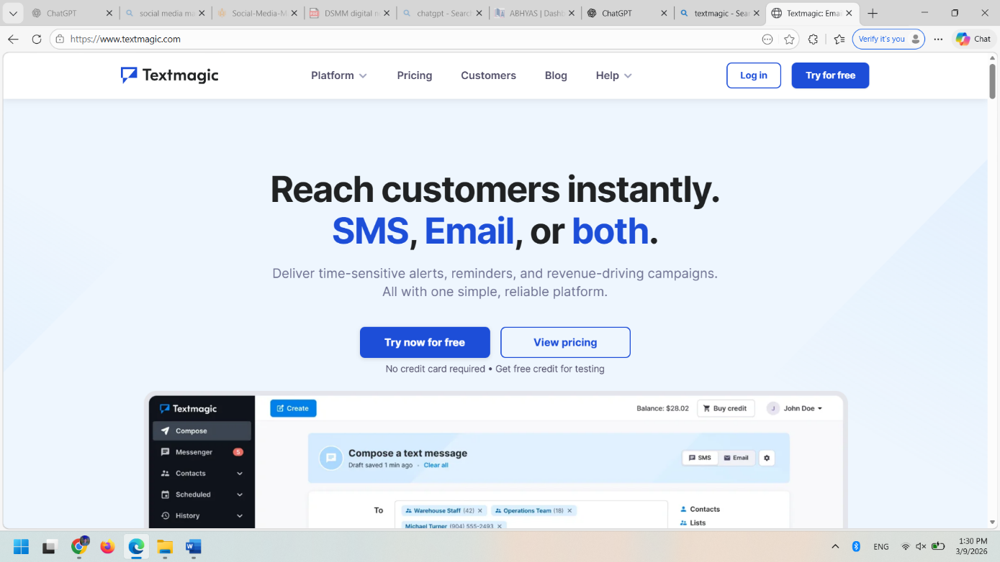 ChatGPT
social media ma
Social-Media-M
DSMM digital n
chatgpt - Search
ABHYAS | Dashb
ChatGPT
textmagic - Sear
Textmagic: Emai
https://www.textmagic.com
Verify it's you
Chat
Textmagic
Platform
Pricing
Customers
Blog
Help
Log in
Try for free
Reach customers instantly.
SMS, Email, or both.
Deliver time-sensitive alerts, reminders, and revenue-driving campaigns.
All with one simple, reliable platform.
Try now for free
View pricing
No credit card required • Get free credit for testing
Textmagic
Create
Balance: $28.02
Buy credit
J
John Doe
Compose
Messenger
5
Contacts
Scheduled
History
Compose a text message
Draft saved 1 min ago - Clear all
SMS
Email
To
Warehouse Staff (42)
Operations Team (18)
Michael Turner (904) 555-2493
Contacts
Lists
ENG
1:30 PM
3/9/2026